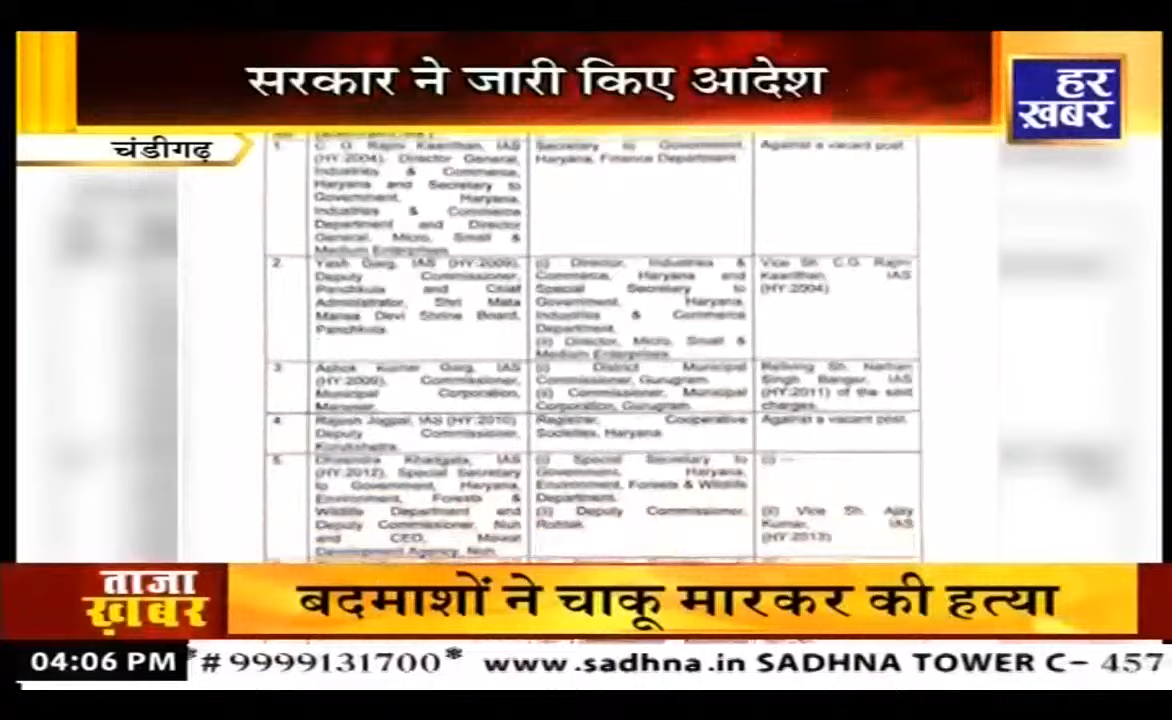 सरकार ने जारी किए आदेश
हर
ख़बर
चंडीगढ़
1. C. G. Rajini Kaanthan, IAS Secretary to Government, Against a vacant post.
(HY:2004), Director General, Haryana, Finance Department.
Industries & Commerce,
Haryana and Secretary to
Government, Haryana,
Industries & Commerce
Department and Director
General, Micro, Small &
Medium Enterprises.
2. Yash Garg, IAS (HY:2009), (i) Director, Industries & Vice Sh. C.G. Rajini
Deputy Commissioner, Commerce, Haryana and Kaanthan, IAS
Panchkula and Chief Special Secretary to (HY:2004)
Administrator, Shri Mata Government, Haryana,
Mansa Devi Shrine Board, Industries & Commerce
Panchkula. Department.
(ii) Director, Micro, Small &
Medium Enterprises.
3. Ashok Kumar Garg, IAS (i) District Municipal Relieving Sh. Narhari
(HY:2009), Commissioner, Commissioner, Gurugram. Singh Banger, IAS
Municipal Corporation, (ii) Commissioner, Municipal (HY:2011) of the said
Manesar. Corporation, Gurugram. charges.
4. Rajesh Jogpal, IAS (HY:2010) Registrar, Cooperative Against a vacant post.
Deputy Commissioner, Societies, Haryana.
Kurukshetra.
5. Dhirendra Khadgata, IAS (i) Special Secretary to (i) ---
(HY:2012), Special Secretary Government, Haryana,
to Government, Haryana, Environment, Forests & Wildlife
Environment, Forests & Department.
Wildlife Department and (ii) Deputy Commissioner, (ii) Vice Sh. Ajay
Deputy Commissioner, Nuh Rohtak. Kumar, IAS
and CEO, Mewat (HY:2013)
Development Agency, Nuh.
ताजा
ख़बर
बदमाशों ने चाकू मारकर की हत्या
04:06 PM *# 9999131700* www.sadhna.in SADHNA TOWER C- 457